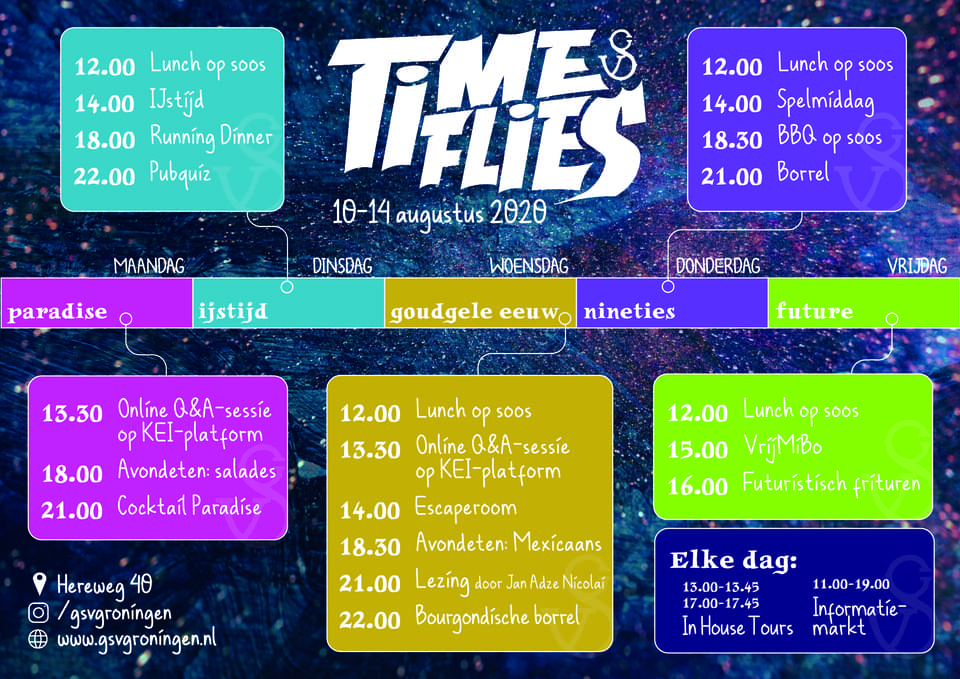 TiME
FLiES
10-14 augustus 2020
12.00 Lunch op soos
14.00 IJstijd
18.00 Running Dinner
22.00 Pubquiz
12.00 Lunch op soos
14.00 Spelmiddag
18.30 BBQ op soos
21.00 Borrel
MAANDAG DINSDAG WOENSDAG DONDERDAG VRIJDAG
paradise ijstijd goudgele eeuw nineties future
13.30 Online Q&A-sessie
op KEI-platform
18.00 Avondeten: salades
21.00 Cocktail Paradise
12.00 Lunch op soos
13.30 Online Q&A-sessie
op KEI-platform
14.00 Escaperoom
18.30 Avondeten: Mexicaans
21.00 Lezing door Jan Adze Nicolai
22.00 Bourgondische borrel
12.00 Lunch op soos
15.00 VrijMiBo
16.00 Futuristisch frituren
Elke dag:
13.00-13.45
17.00-17.45
In House Tours
11.00-19.00
Informatie-
markt
Hereweg 40
/gsvgroningen
www.gsvgroningen.nl